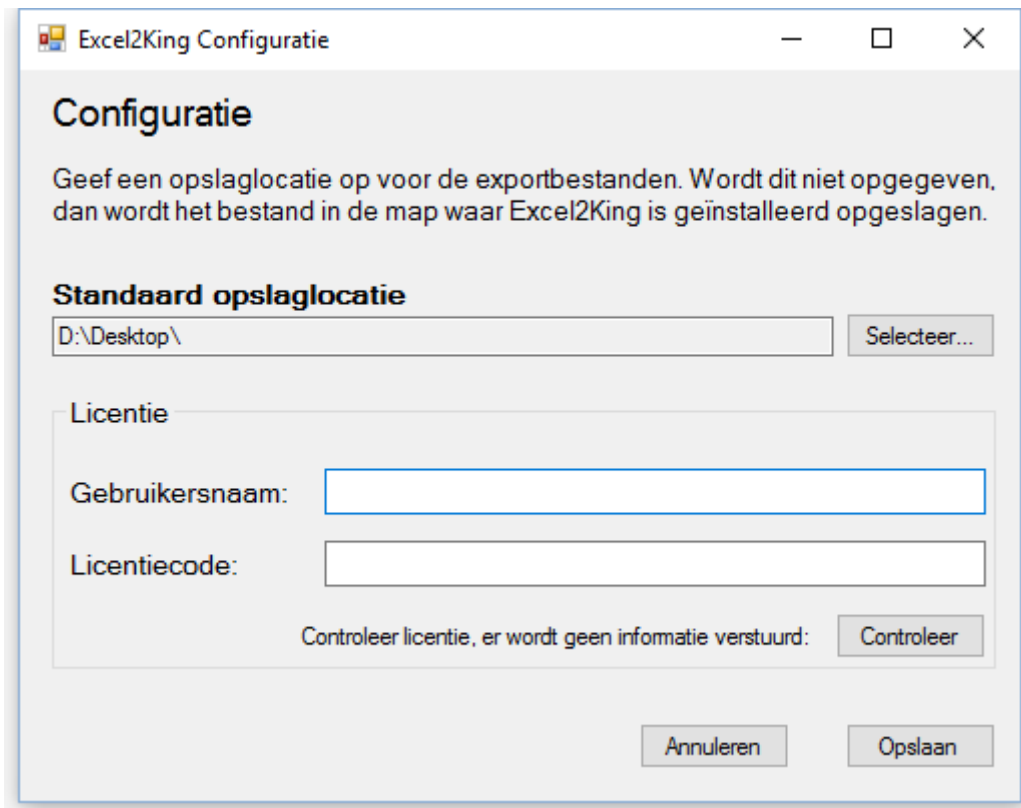 Excel2King Configuratie
Configuratie
Geef een opslaglocatie op voor de exportbestanden. Wordt dit niet opgegeven,
dan wordt het bestand in de map waar Excel2King is geïnstalleerd opgeslagen.
Standaard opslaglocatie
D:\Desktop\ Selecteer...
Licentie
Gebruikersnaam:
Licentiecode:
Controleer licentie, er wordt geen informatie verstuurd: Controleer
Annuleren Opslaan